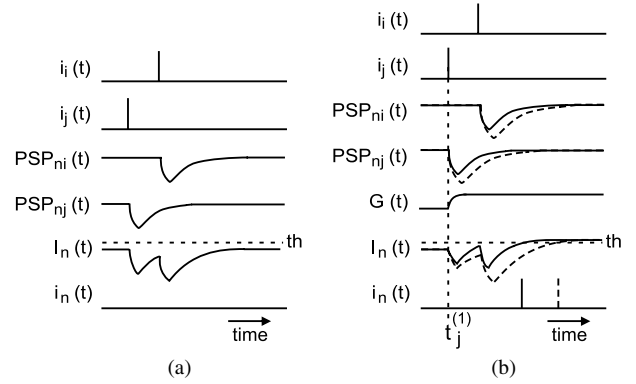 i_i (t)
i_j (t)
PSP_ni (t)
PSP_nj (t)
I_n (t)
th
i_n (t)
time
(a)
i_i (t)
i_j (t)
PSP_ni (t)
PSP_nj (t)
G (t)
I_n (t)
th
i_n (t)
t_j^(1)
time
(b)